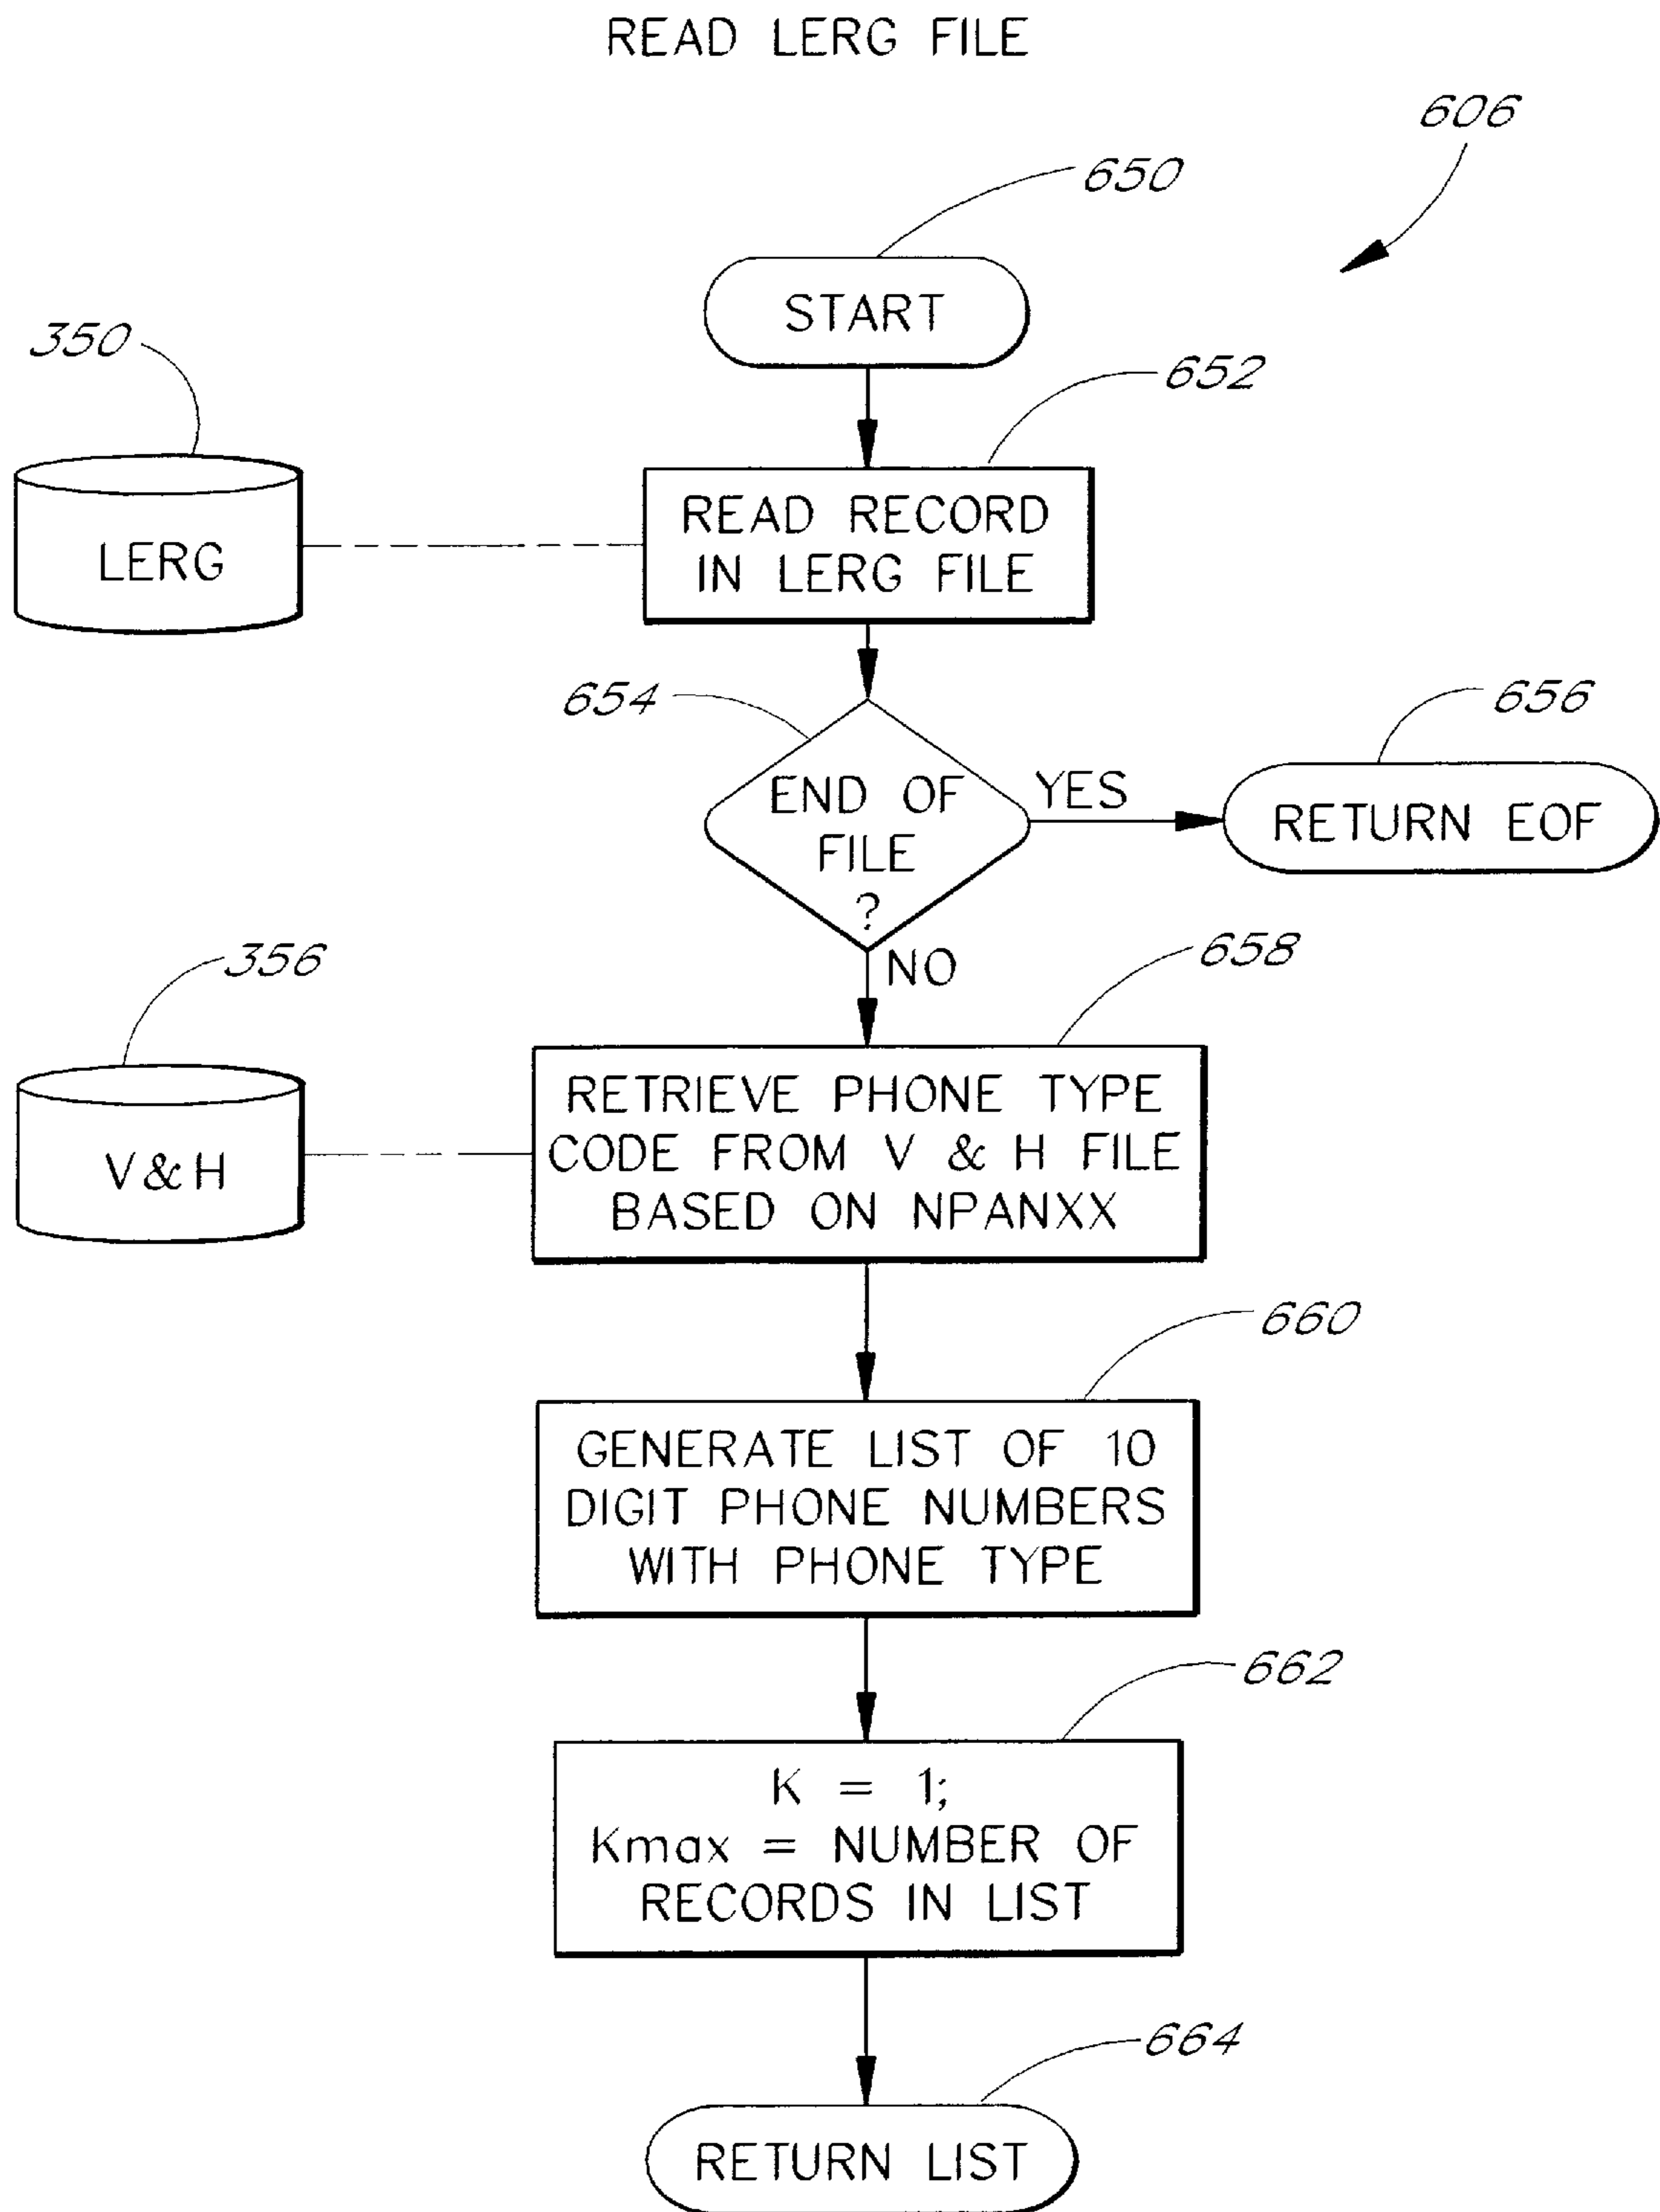 READ LERG FILE
606
650
START
350
652
LERG
READ RECORD
IN LERG FILE
654
656
END OF
FILE
?
YES
RETURN EOF
NO
356
658
V&H
RETRIEVE PHONE TYPE
CODE FROM V & H FILE
BASED ON NPANXX
660
GENERATE LIST OF 10
DIGIT PHONE NUMBERS
WITH PHONE TYPE
662
K = 1;
Kmax = NUMBER OF
RECORDS IN LIST
664
RETURN LIST